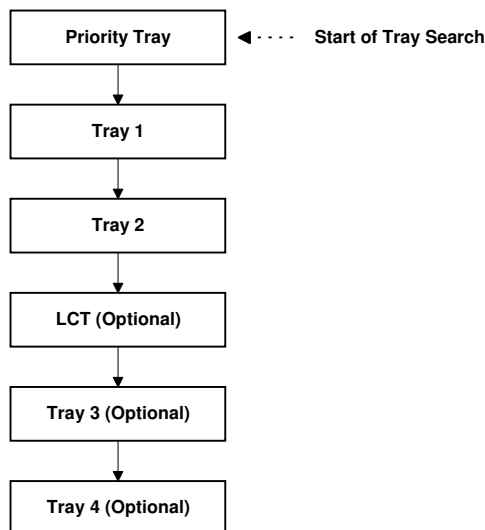 Priority Tray
Start of Tray Search
Tray 1
Tray 2
LCT (Optional)
Tray 3 (Optional)
Tray 4 (Optional)